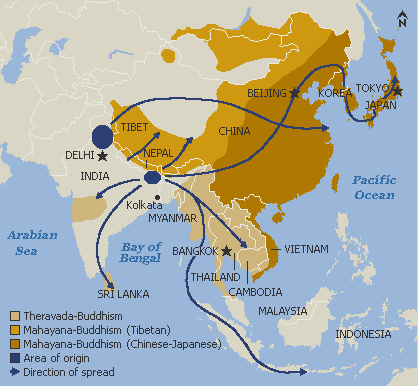 N
BEIJING
KOREA
TOKYO
JAPAN
TIBET
CHINA
DELHI
NEPAL
INDIA
Pacific
Ocean
Kolkata
MYANMAR
Arabian
Sea
Bay of
Bengal
BANGKOK
VIETNAM
THAILAND
CAMBODIA
SRI LANKA
MALAYSIA
INDONESIA
Theravada-Buddhism
Mahayana-Buddhism (Tibetan)
Mahayana-Buddhism (Chinese-Japanese)
Area of origin
Direction of spread